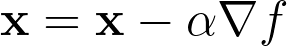 𝐱 = 𝐱 − α∇f